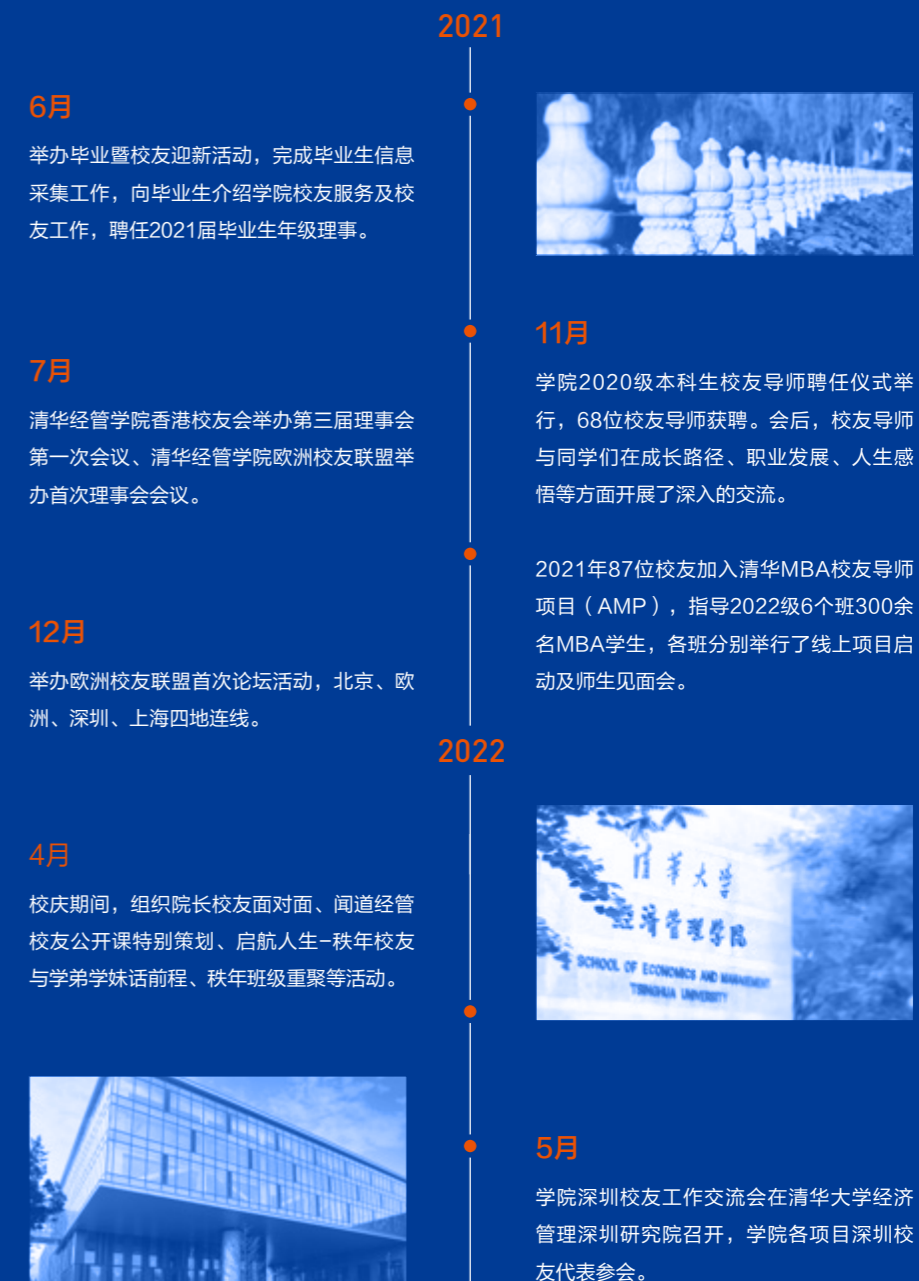 2021
6月
举办毕业暨校友迎新活动，完成毕业生信息
采集工作，向毕业生介绍学院校友服务及校
友工作，聘任2021届毕业生年级理事。
7月
清华经管学院香港校友会举办第三届理事会
第一次会议、清华经管学院欧洲校友联盟举
办首次理事会会议。
11月
学院2020级本科生校友导师聘任仪式举
行，68位校友导师获聘。会后，校友导师
与同学们在成长路径、职业发展、人生感
悟等方面开展了深入的交流。
2021年87位校友加入清华MBA校友导师
项目（AMP），指导2022级6个班300余
名MBA学生，各班分别举行了线上项目启
动及师生见面会。
12月
举办欧洲校友联盟首次论坛活动，北京、欧
洲、深圳、上海四地连线。
2022
4月
校庆期间，组织院长校友面对面、闻道经管
校友公开课特别策划、启航人生–秩年校友
与学弟学妹话前程、秩年班级重聚等活动。
清华大学
经济管理学院
SCHOOL OF ECONOMICS AND MANAGEMENT
TSINGHUA UNIVERSITY
5月
学院深圳校友工作交流会在清华大学经济
管理深圳研究院召开，学院各项目深圳校
友代表参会。